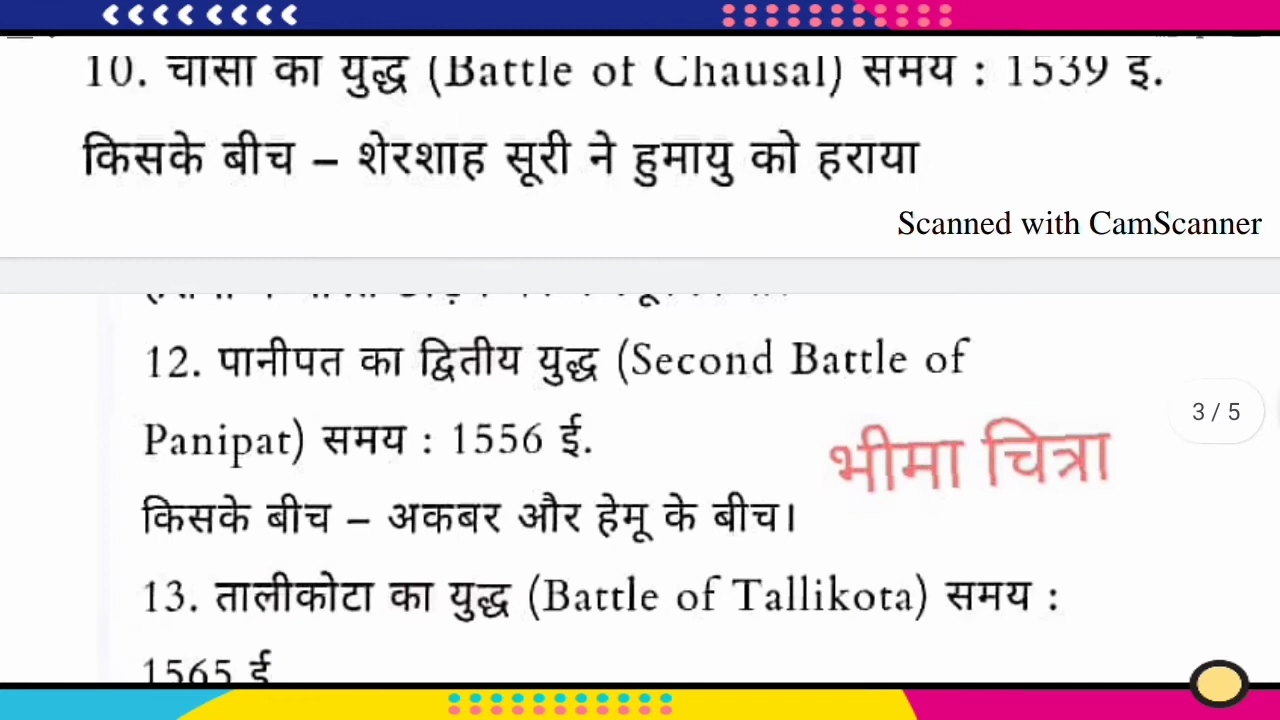 10. चौसा का युद्ध (Battle of Chausal) समय : 1539 ई.
किसके बीच – शेरशाह सूरी ने हुमायु को हराया
Scanned with CamScanner
12. पानीपत का द्वितीय युद्ध (Second Battle of
Panipat) समय : 1556 ई.
3 / 5
भीमा चित्रा
किसके बीच – अकबर और हेमू के बीच।
13. तालीकोटा का युद्ध (Battle of Tallikota) समय :
1565 ई